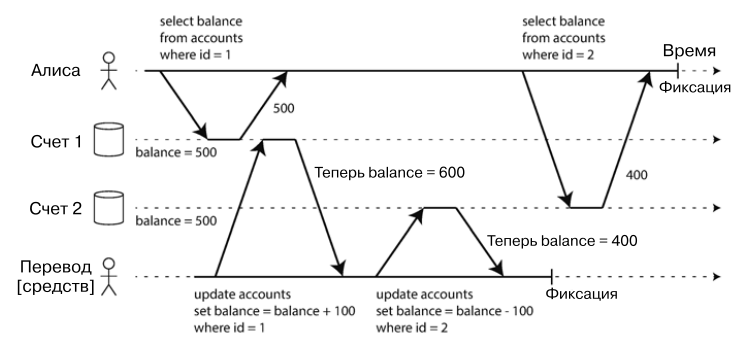 select balance
from accounts
where id = 1
select balance
from accounts
where id = 2
Время
Алиса
Фиксация
500
Счет 1
balance = 500
Теперь balance = 600
400
Счет 2
balance = 500
Теперь balance = 400
Перевод
[средств]
Фиксация
update accounts
set balance = balance + 100
where id = 1
update accounts
set balance = balance - 100
where id = 2